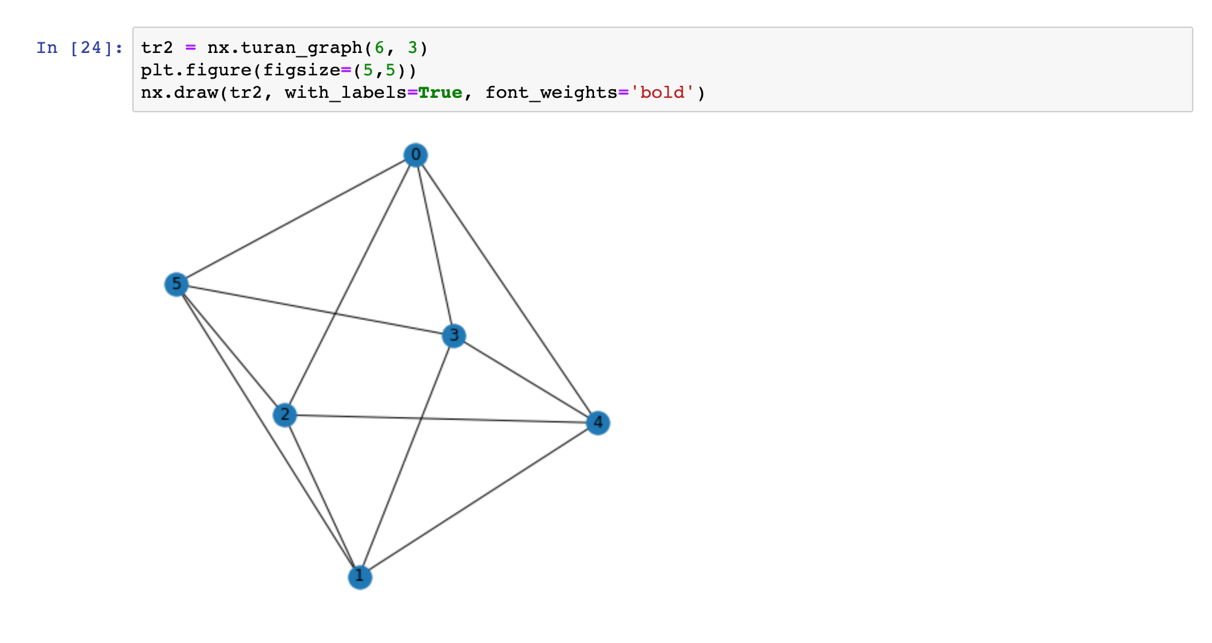 In [24]: tr2 = nx.turan_graph(6, 3)
plt.figure(figsize=(5,5))
nx.draw(tr2, with_labels=True, font_weights='bold')
0
5
3
2
4
1